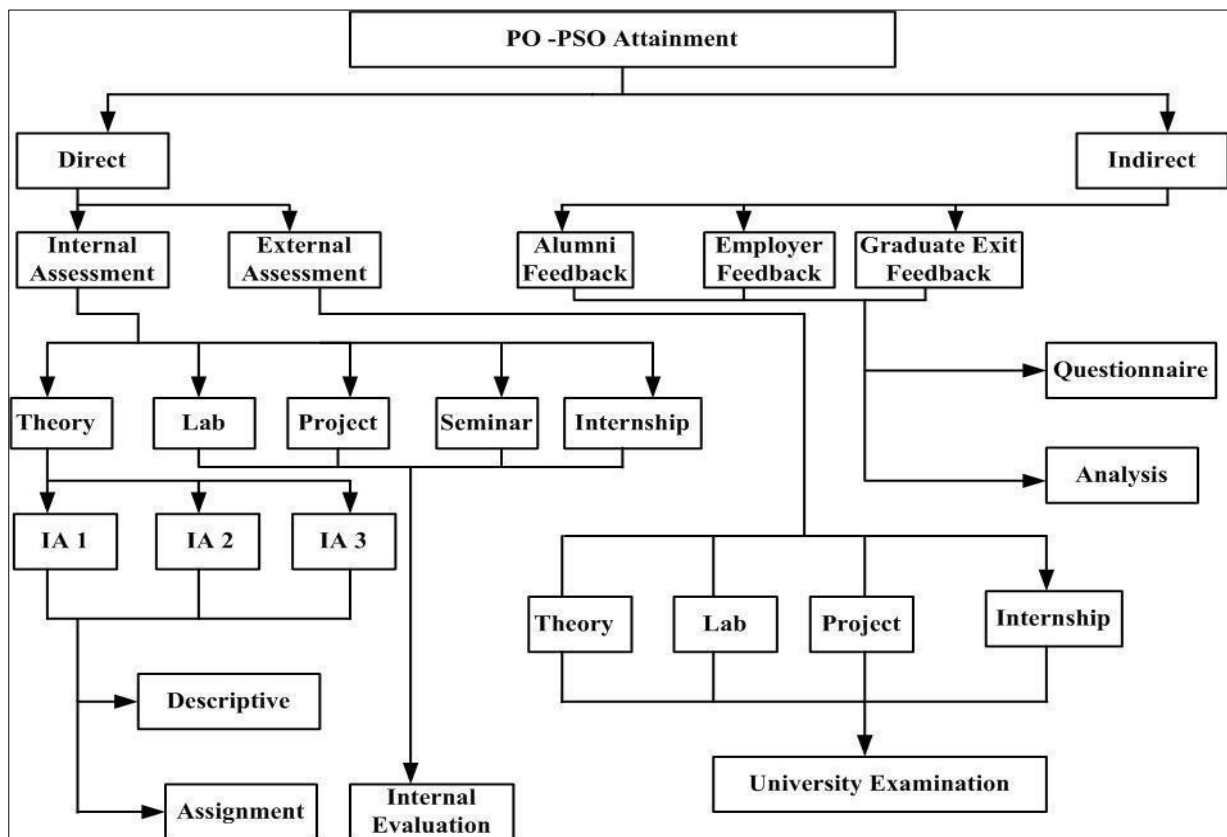 PO -PSO Attainment
Direct
Indirect
Internal
Assessment
External
Assessment
Alumni
Feedback
Employer
Feedback
Graduate Exit
Feedback
Questionnaire
Theory
Lab
Project
Seminar
Internship
Analysis
IA 1
IA 2
IA 3
Theory
Lab
Project
Internship
Descriptive
University Examination
Assignment
Internal
Evaluation